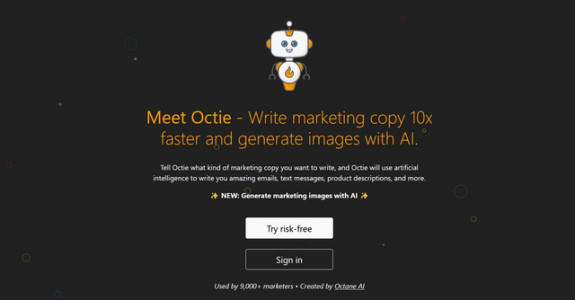 Meet Octie - Write marketing copy 10x
faster and generate images with AI.
Tell Octie what kind of marketing copy you want to write, and Octie will use artificial
intelligence to write you amazing emails, text messages, product descriptions, and more.
✨ NEW: Generate marketing images with AI ✨
Try risk-free
Sign in
Used by 9,000+ marketers • Created by Octane AI